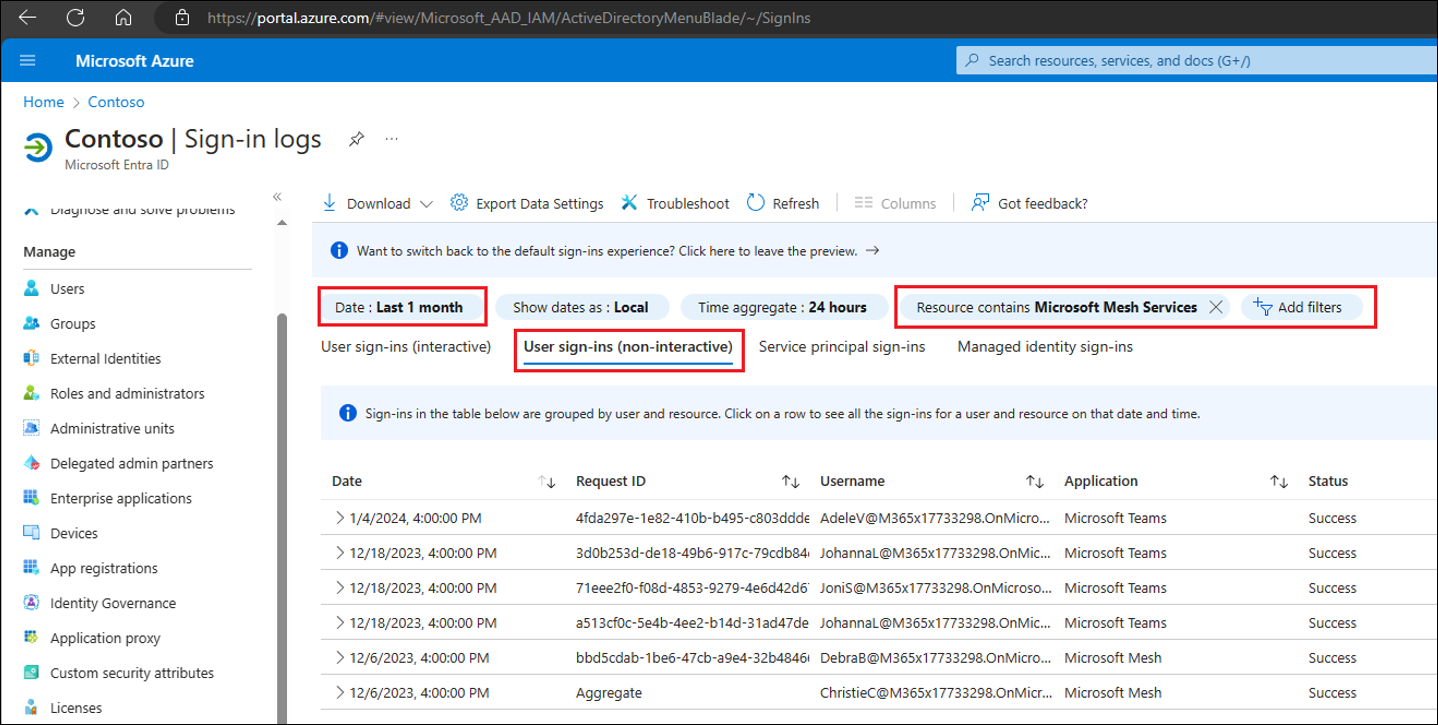 https://portal.azure.com/#view/Microsoft_AAD_IAM/ActiveDirectoryMenuBlade/~/SignIns
Microsoft Azure
Search resources, services, and docs (G+/)
Home > Contoso
Contoso | Sign-in logs ...
Microsoft Entra ID
Diagnose and solve problems
Manage
Users
Groups
External Identities
Roles and administrators
Administrative units
Delegated admin partners
Enterprise applications
Devices
App registrations
Identity Governance
Application proxy
Custom security attributes
Licenses
Download Export Data Settings Troubleshoot Refresh Columns Got feedback?
Want to switch back to the default sign-ins experience? Click here to leave the preview. →
Date : Last 1 month Show dates as : Local Time aggregate : 24 hours Resource contains Microsoft Mesh Services Add filters
User sign-ins (interactive) User sign-ins (non-interactive) Service principal sign-ins Managed identity sign-ins
Sign-ins in the table below are grouped by user and resource. Click on a row to see all the sign-ins for a user and resource on that date and time.
Date Request ID Username Application Status
1/4/2024, 4:00:00 PM 4fda297e-1e82-410b-b495-c803ddde AdeleV@M365x17733298.OnMicro... Microsoft Teams Success
12/18/2023, 4:00:00 PM 3d0b253d-de18-49b6-917c-79cdb84 JohannaL@M365x17733298.OnMic... Microsoft Teams Success
12/18/2023, 4:00:00 PM 71eee2f0-f08d-4853-9279-4e6d42d6 JoniS@M365x17733298.OnMicroso... Microsoft Teams Success
12/18/2023, 4:00:00 PM a513cf0c-5e4b-4ee2-b14d-31ad47de JohannaL@M365x17733298.OnMic... Microsoft Teams Success
12/6/2023, 4:00:00 PM bbd5cdab-1be6-47cb-a9e4-32b4846 DebraB@M365x17733298.OnMicro... Microsoft Mesh Success
12/6/2023, 4:00:00 PM Aggregate ChristieC@M365x17733298.OnMicr... Microsoft Mesh Success